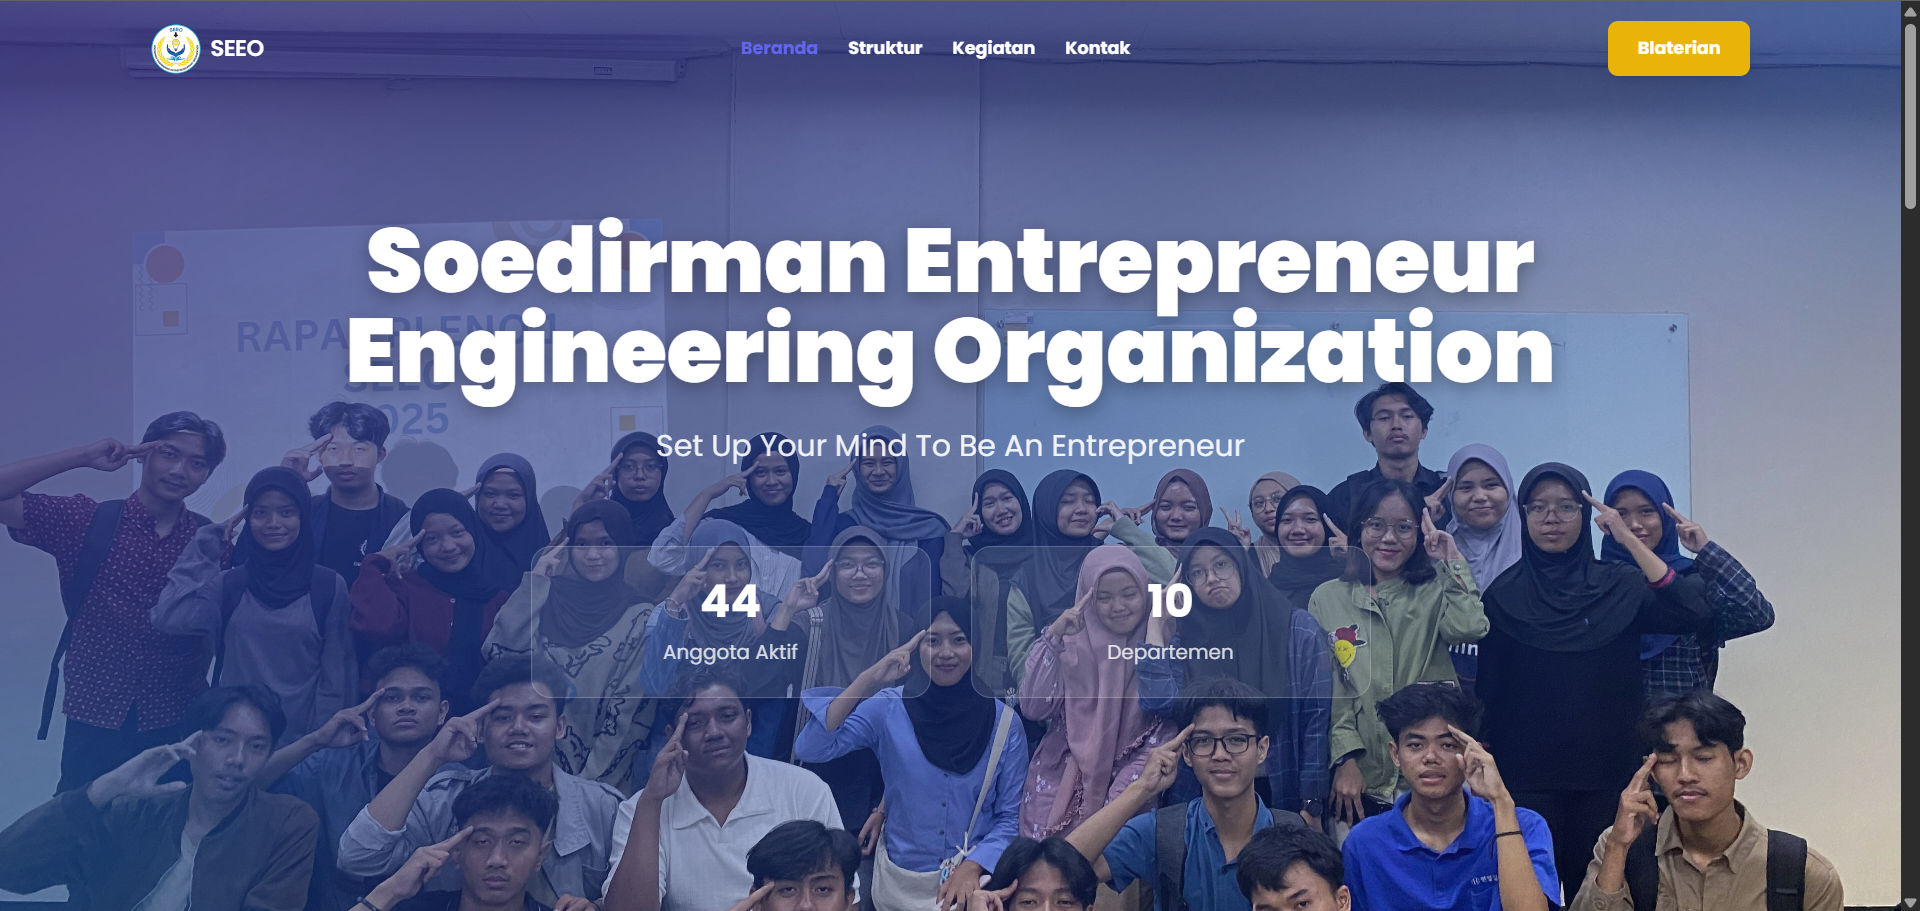 SEEO
Beranda
Struktur
Kegiatan
Kontak
Blaterian
Soedirman Entrepreneur
Engineering Organization
Set Up Your Mind To Be An Entrepreneur
44
Anggota Aktif
10
Departemen